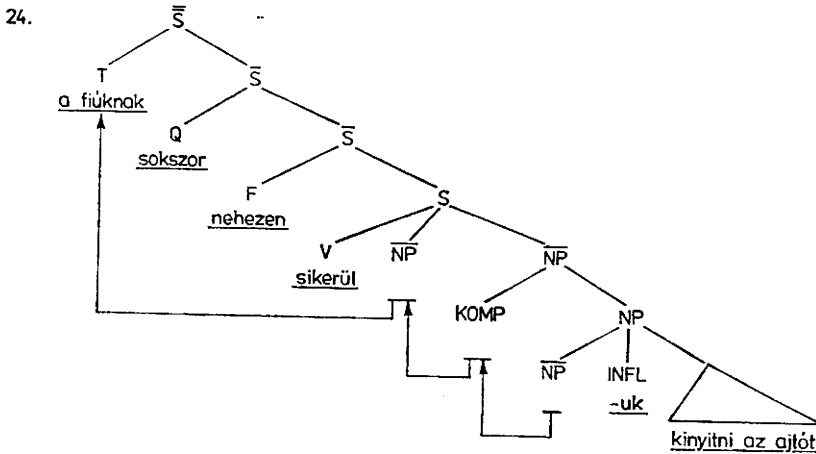 24.
S̿
T S̅
a fiúknak
Q S̅
sokszor
F S
nehezen
V N̅P̅ N̅P̅
sikerül
KOMP NP
N̅P̅ INFL
-uk
kinyitni az ajtót